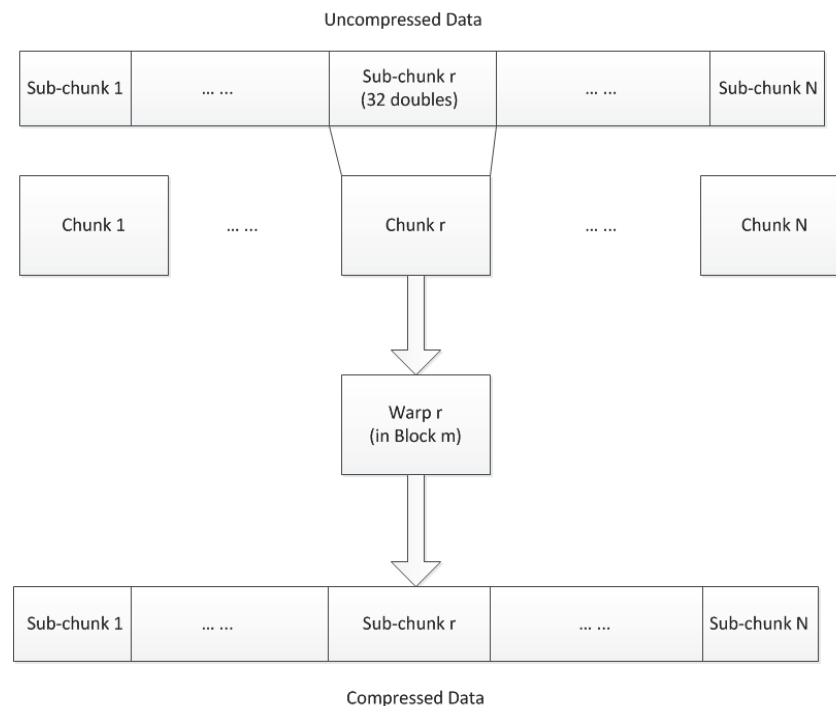 Uncompressed Data
Sub-chunk 1
... ...
Sub-chunk r
(32 doubles)
... ...
Sub-chunk N
Chunk 1
... ...
Chunk r
... ...
Chunk N
Warp r
(in Block m)
Sub-chunk 1
... ...
Sub-chunk r
... ...
Sub-chunk N
Compressed Data